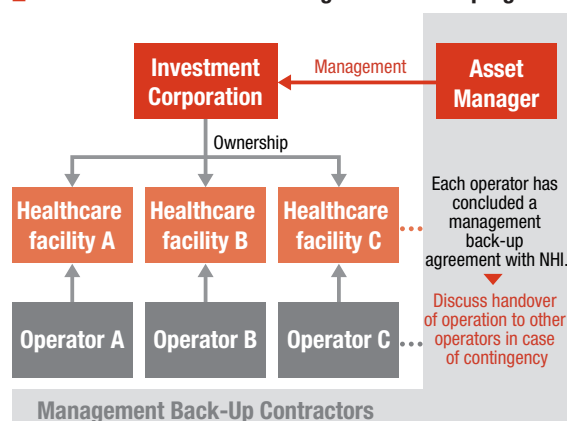 Investment
Corporation
Management
Asset
Manager
Ownership
Healthcare
facility A
Healthcare
facility B
Healthcare
facility C
Each operator has
concluded a
management
back-up
agreement with NHI.
Discuss handover
of operation to other
operators in case
of contingency
Operator A
Operator B
Operator C
Management Back-Up Contractors